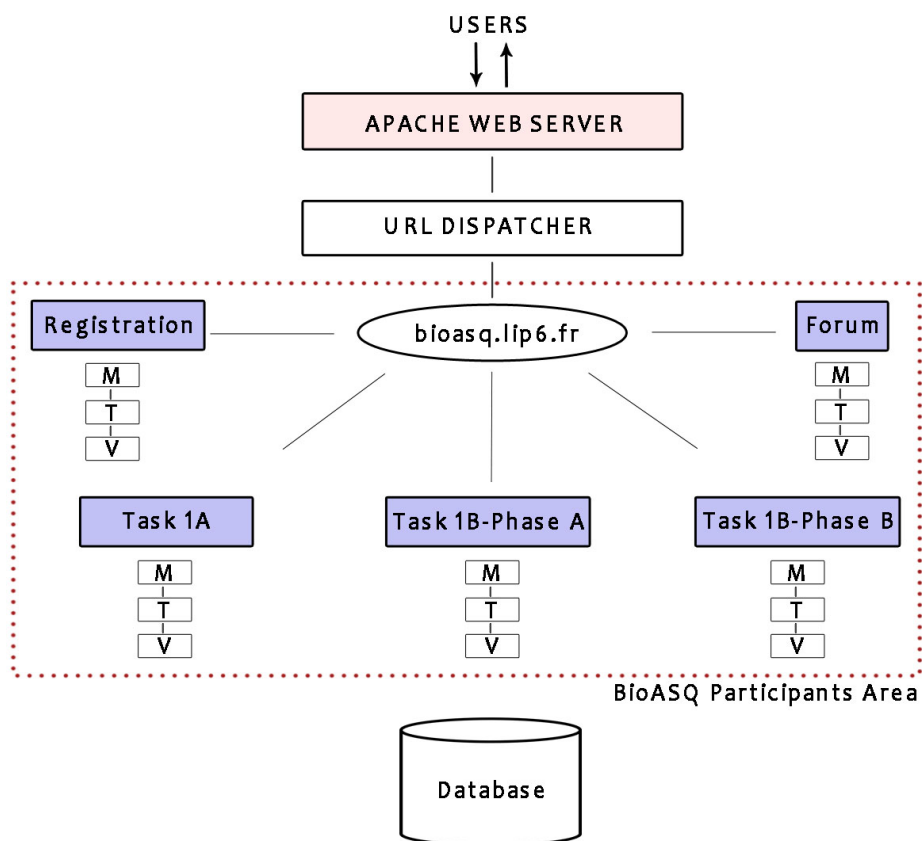 USERS
APACHE WEB SERVER
URL DISPATCHER
Registration
bioasq.lip6.fr
Forum
M
T
V
M
T
V
Task 1A
Task 1B-Phase A
Task 1B-Phase B
M
T
V
M
T
V
M
T
V
BioASQ Participants Area
Database